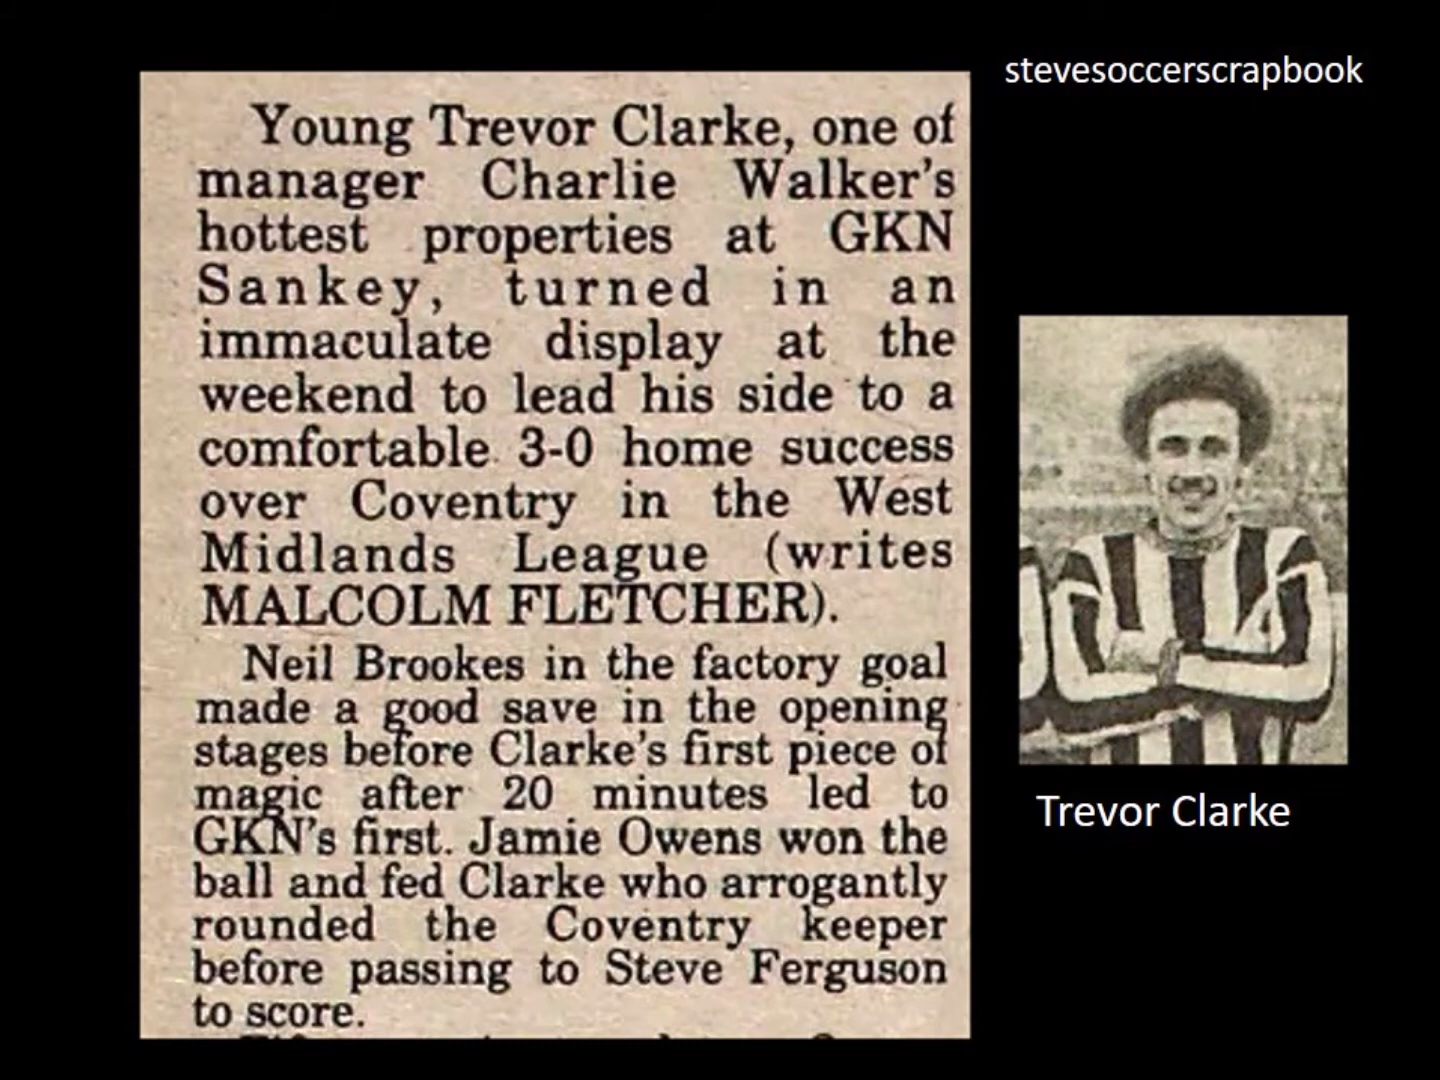 stevesoccerscrapbook
Young Trevor Clarke, one of
manager Charlie Walker's
hottest properties at GKN
Sankey, turned in an
immaculate display at the
weekend to lead his side to a
comfortable 3-0 home success
over Coventry in the West
Midlands League (writes
MALCOLM FLETCHER).
Neil Brookes in the factory goal
made a good save in the opening
stages before Clarke's first piece of
magic after 20 minutes led to
GKN's first. Jamie Owens won the
ball and fed Clarke who arrogantly
rounded the Coventry keeper
before passing to Steve Ferguson
to score.
Trevor Clarke